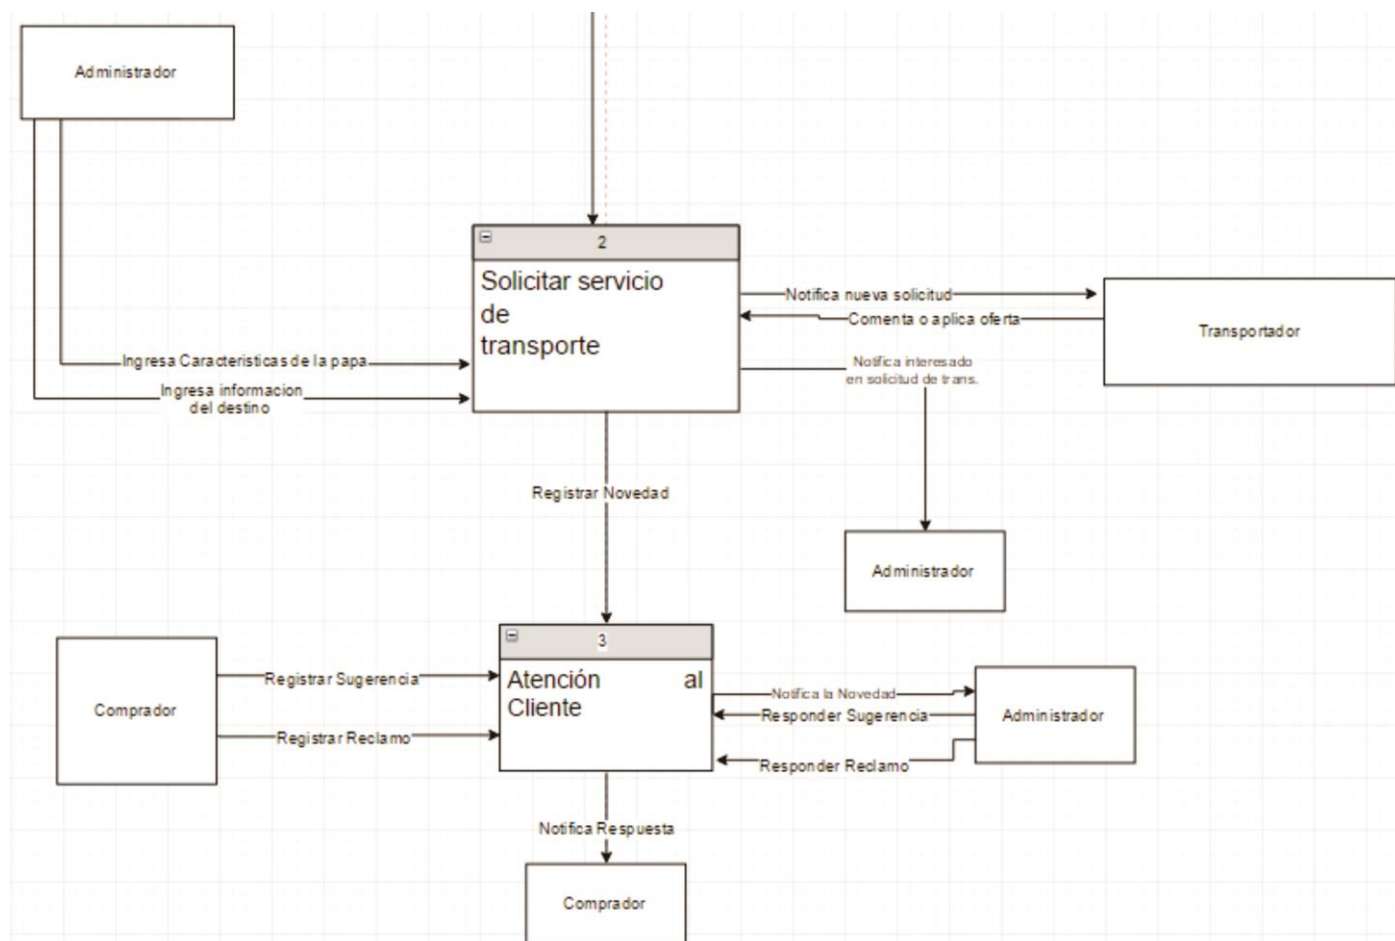 Administrador
2
Solicitar servicio
de
transporte
Notifica nueva solicitud
Comenta o aplica oferta
Transportador
Ingresa Caracteristicas de la papa
Notifica interesado
en solicitud de trans.
Ingresa informacion
del destino
Registrar Novedad
Administrador
3
Atención al
Cliente
Comprador
Registrar Sugerencia
Registrar Reclamo
Notifica la Novedad
Responder Sugerencia
Responder Reclamo
Administrador
Notifica Respuesta
Comprador